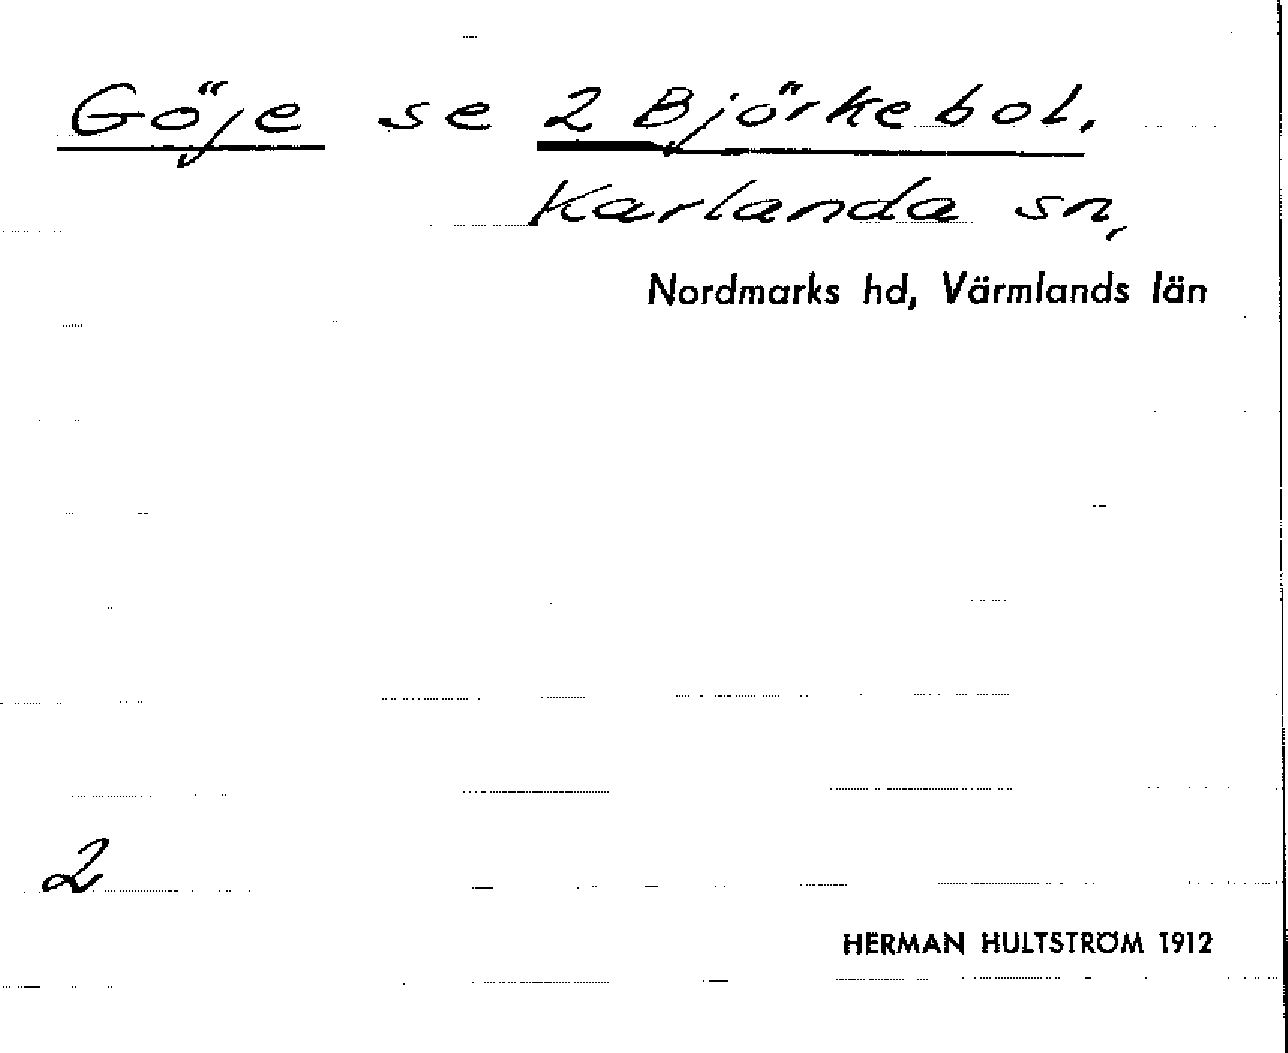 Göje se 2 Björkebol,
Karlanda sn,
Nordmarks hd, Värmlands län
2
HERMAN HULTSTRÖM 1912